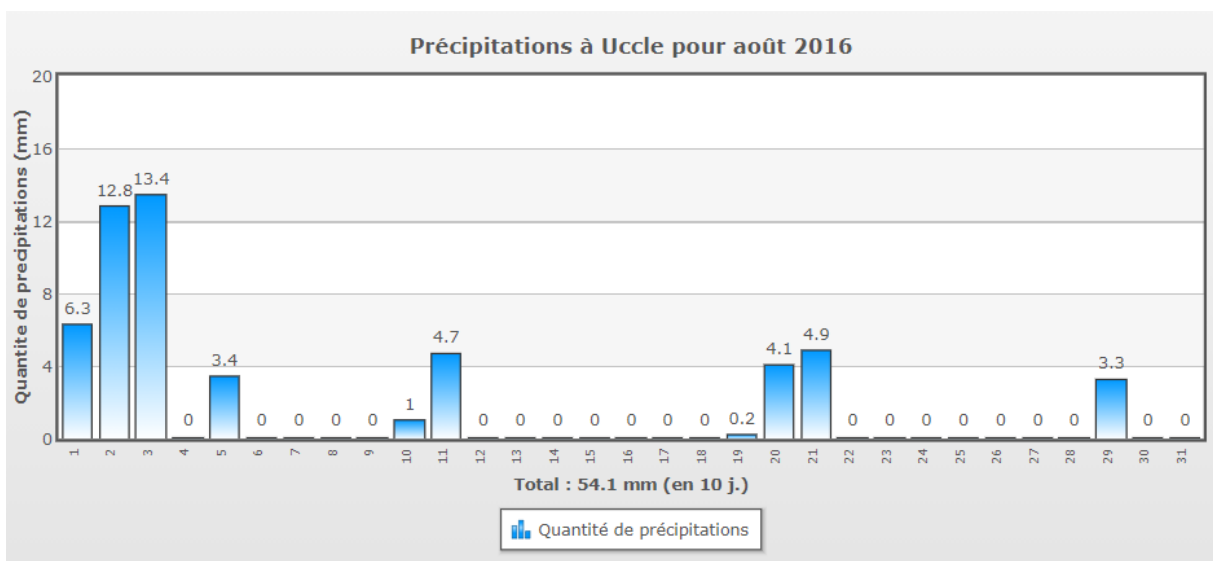 Précipitations à Uccle pour août 2016
Quantite de precipitations (mm)
20
16
12
8
4
0
6.3 12.8 13.4 0 3.4 0 0 0 0 1 4.7 0 0 0 0 0 0 0 0.2 4.1 4.9 0 0 0 0 0 0 0 3.3 0 0
1 2 3 4 5 6 7 8 9 10 11 12 13 14 15 16 17 18 19 20 21 22 23 24 25 26 27 28 29 30 31
Total : 54.1 mm (en 10 j.)
Quantité de précipitations